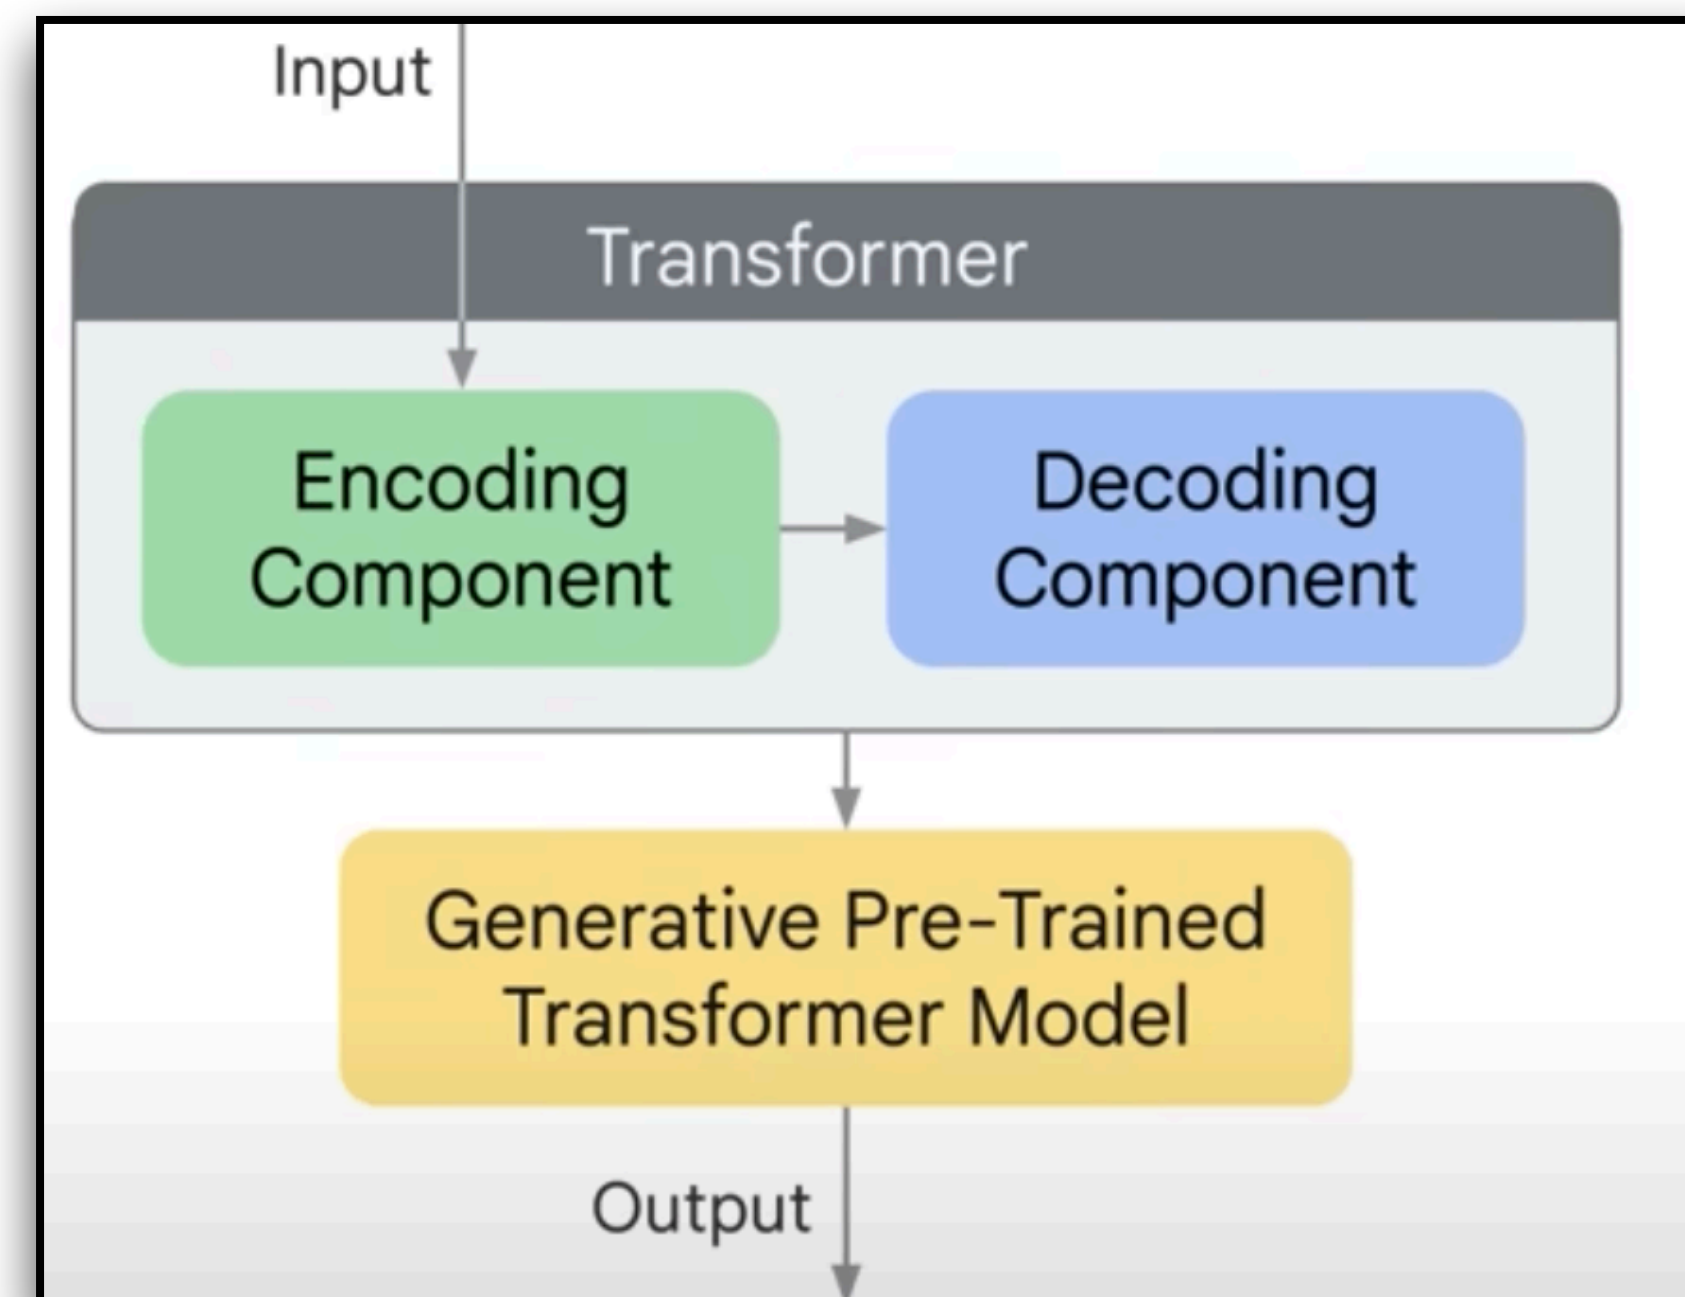 Input
Transformer
Encoding
Component
Decoding
Component
Generative Pre-Trained
Transformer Model
Output